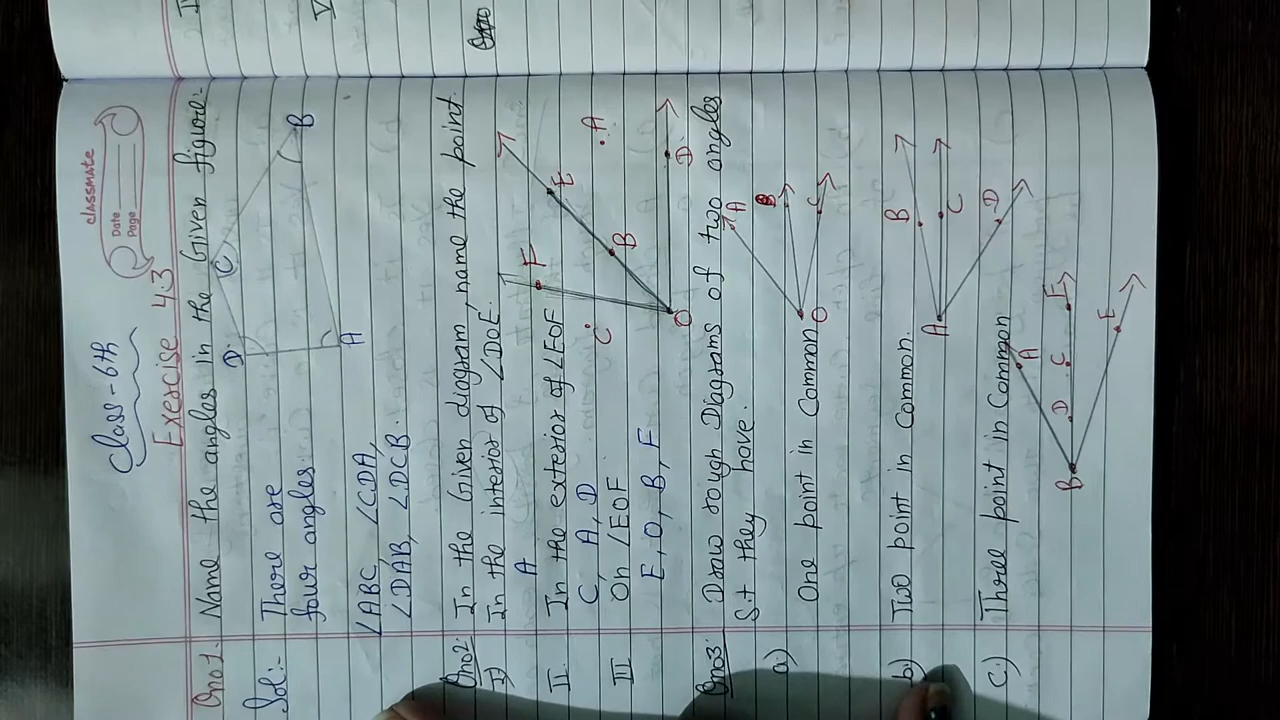 classmate
Date
Page
Class-6th
Exercise 4.3
Qno1. Name the angles in the Given figure:-
Sol:- There are
four angles.
∠ABC, ∠CDA,
∠DAB, ∠DCB.
D
C
B
A
Qno2: In the Given diagram, name the point.
I) In the interior of ∠DOE.
A
II In the exterior of ∠EOF
C, A, D
III On ∠EOF
E, O, B, F
F
E
C
B
A
O
D
Qno3: Draw rough Diagrams of two angles
S.t they have.
a) One point in Common
A
B
C
O
b) Two point in Common.
B
A
C
D
c.) Three point in Common
A
B
D
C
F
E